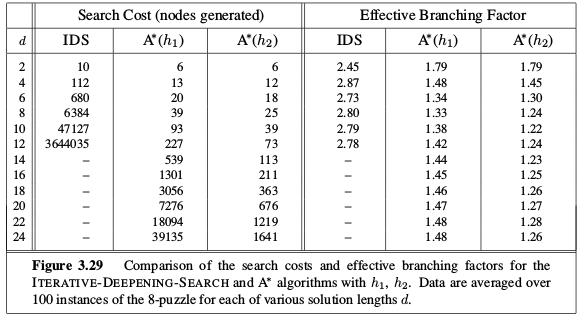 Search Cost (nodes generated) Effective Branching Factor
d IDS A*(h1) A*(h2) IDS A*(h1) A*(h2)
2 10 6 6 2.45 1.79 1.79
4 112 13 12 2.87 1.48 1.45
6 680 20 18 2.73 1.34 1.30
8 6384 39 25 2.80 1.33 1.24
10 47127 93 39 2.79 1.38 1.22
12 3644035 227 73 2.78 1.42 1.24
14 – 539 113 – 1.44 1.23
16 – 1301 211 – 1.45 1.25
18 – 3056 363 – 1.46 1.26
20 – 7276 676 – 1.47 1.27
22 – 18094 1219 – 1.48 1.28
24 – 39135 1641 – 1.48 1.26
Figure 3.29 Comparison of the search costs and effective branching factors for the
ITERATIVE-DEEPENING-SEARCH and A* algorithms with h1, h2. Data are averaged over
100 instances of the 8-puzzle for each of various solution lengths d.